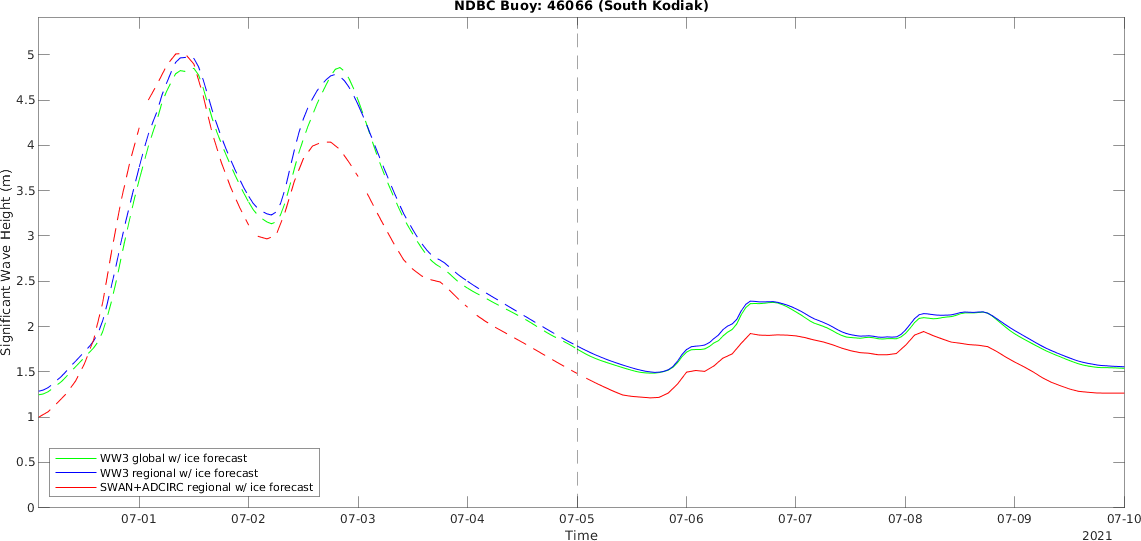 NDBC Buoy: 46066 (South Kodiak)
Significant Wave Height (m)
5
4.5
4
3.5
3
2.5
2
1.5
1
0.5
0
WW3 global w/ ice forecast
WW3 regional w/ ice forecast
SWAN+ADCIRC regional w/ ice forecast
07-01 07-02 07-03 07-04 07-05 07-06 07-07 07-08 07-09 07-10
Time
2021